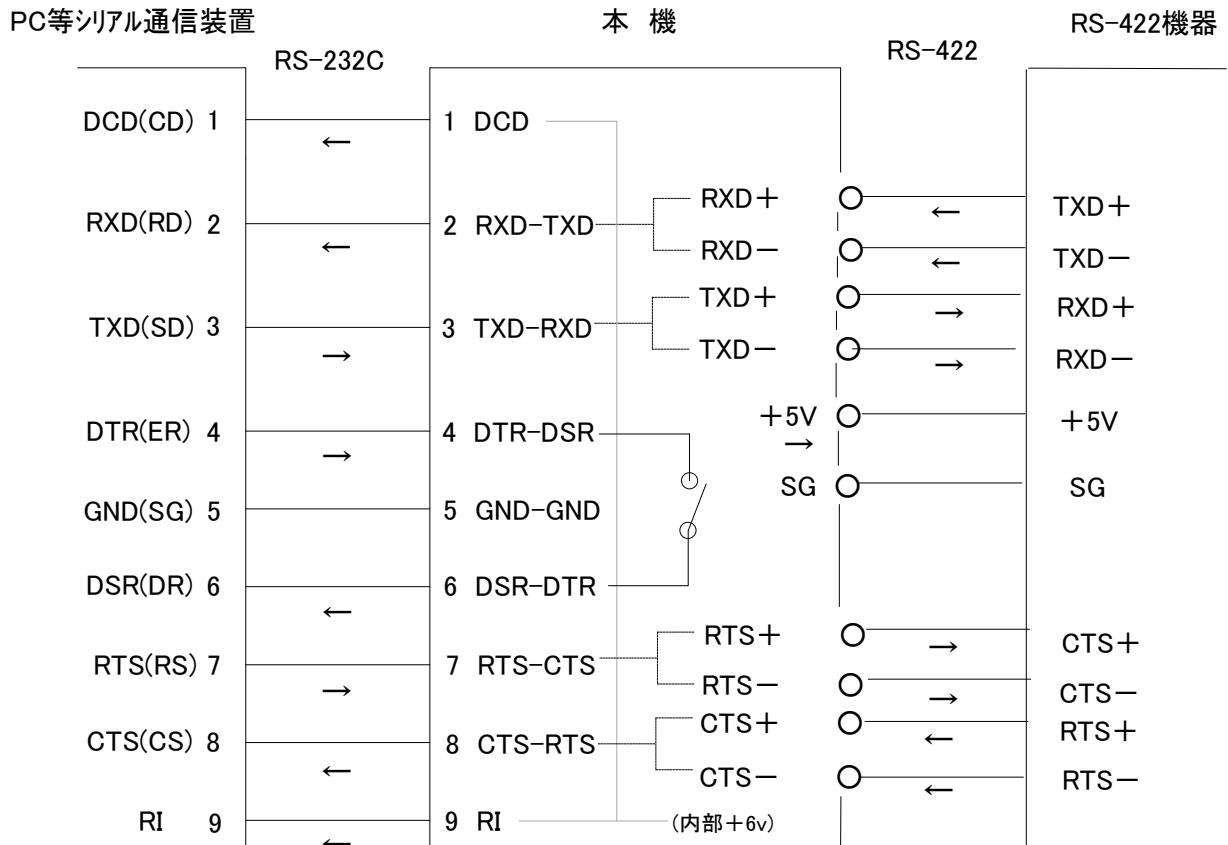 PC等シリアル通信装置 本 機 RS-422機器
RS-232C RS-422
DCD(CD) 1 ← 1 DCD
RXD+ ← TXD+
RXD(RD) 2 ← 2 RXD-TXD
RXD- ← TXD-
TXD+ → RXD+
TXD(SD) 3 → 3 TXD-RXD
TXD- → RXD-
+5V → +5V
DTR(ER) 4 → 4 DTR-DSR
SG SG
GND(SG) 5 5 GND-GND
DSR(DR) 6 ← 6 DSR-DTR
RTS+ → CTS+
RTS(RS) 7 → 7 RTS-CTS
RTS- → CTS-
CTS+ ← RTS+
CTS(CS) 8 ← 8 CTS-RTS
CTS- ← RTS-
RI 9 ← 9 RI (内部+6v)